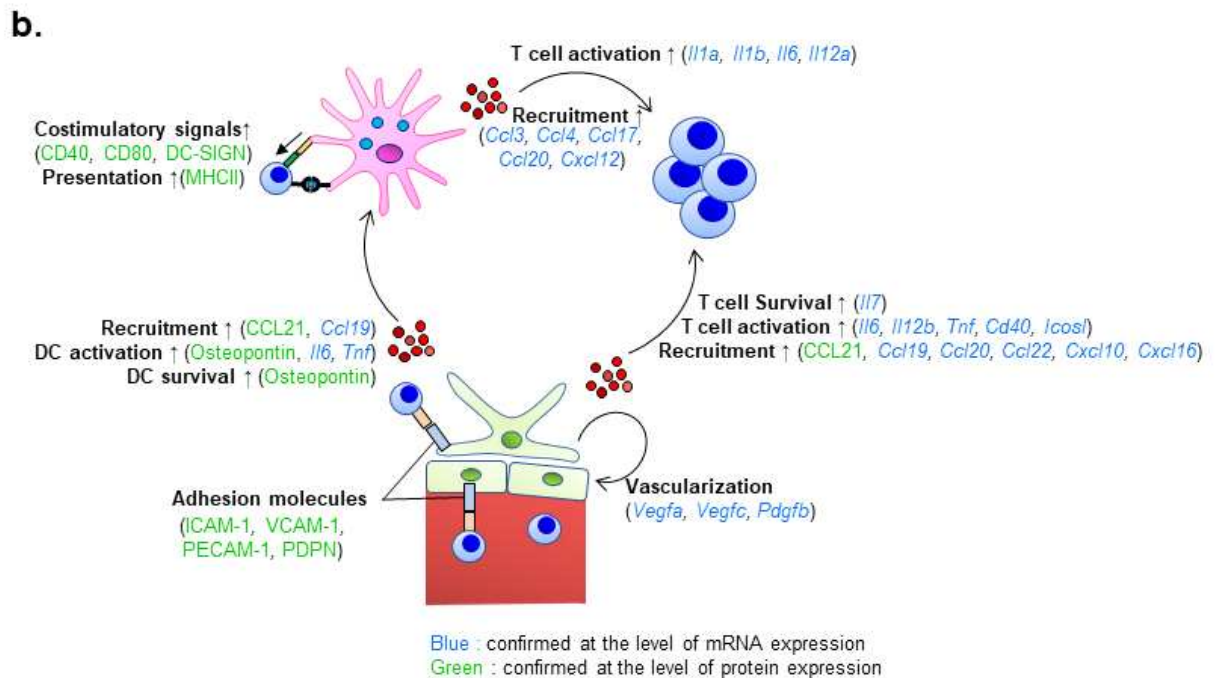 b.
T cell activation ↑ (Il1a, Il1b, Il6, Il12a)
Recruitment ↑
(Ccl3, Ccl4, Ccl17,
Ccl20, Cxcl12)
Costimulatory signals↑
(CD40, CD80, DC-SIGN)
Presentation ↑(MHCII)
Recruitment ↑ (CCL21, Ccl19)
DC activation ↑ (Osteopontin, Il6, Tnf)
DC survival ↑ (Osteopontin)
T cell Survival ↑ (Il7)
T cell activation ↑ (Il6, Il12b, Tnf, Cd40, Icosl)
Recruitment ↑ (CCL21, Ccl19, Ccl20, Ccl22, Cxcl10, Cxcl16)
Adhesion molecules
(ICAM-1, VCAM-1,
PECAM-1, PDPN)
Vascularization
(Vegfa, Vegfc, Pdgfb)
Blue : confirmed at the level of mRNA expression
Green : confirmed at the level of protein expression